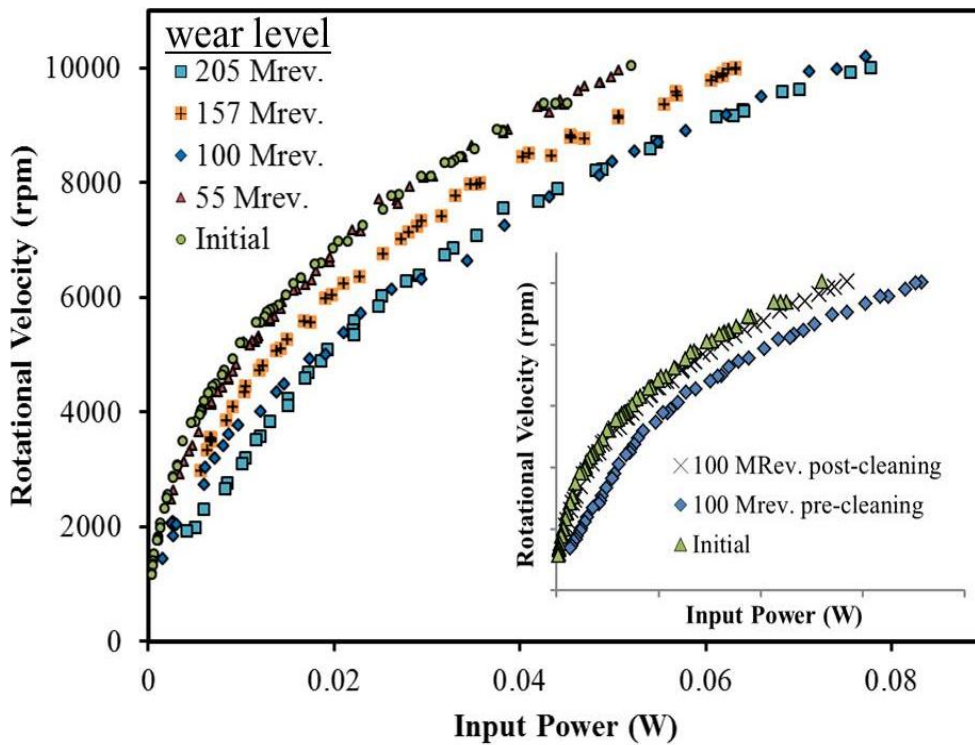 wear level
205 Mrev.
157 Mrev.
100 Mrev.
55 Mrev.
Initial
10000
8000
6000
4000
2000
0
Rotational Velocity (rpm)
0
0.02
0.04
0.06
0.08
Input Power (W)
Rotational Velocity (rpm)
100 MRev. post-cleaning
100 Mrev. pre-cleaning
Initial
Input Power (W)